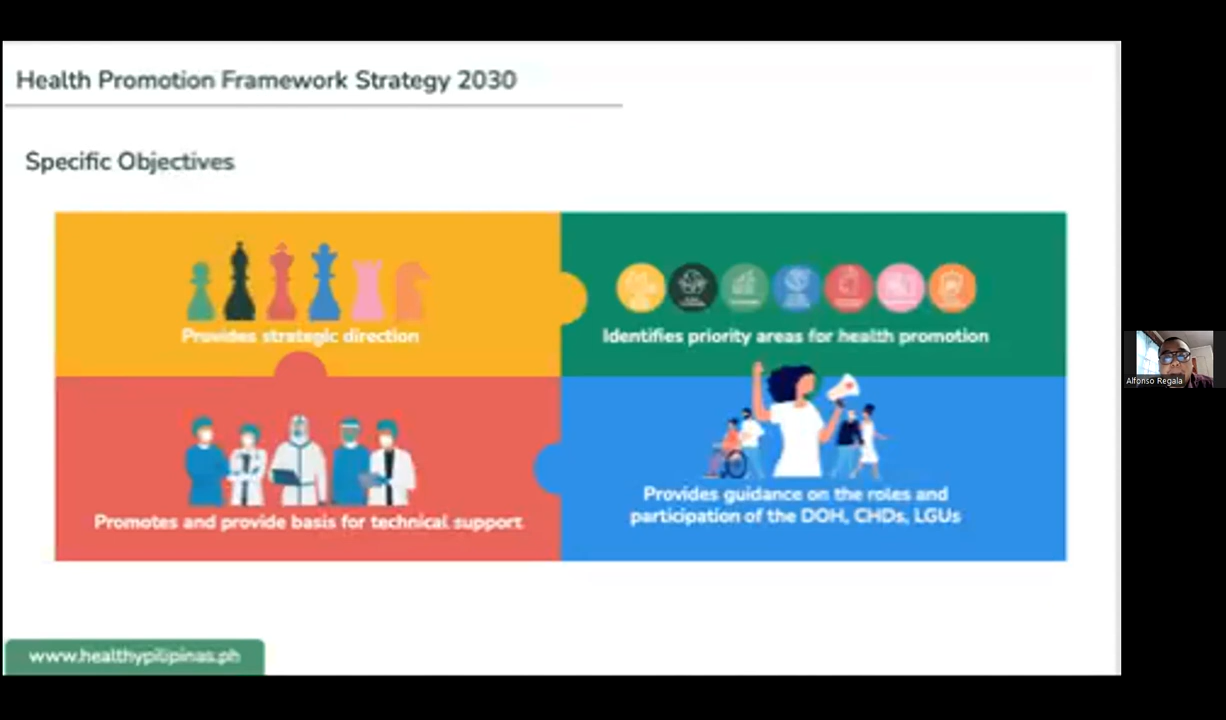 Health Promotion Framework Strategy 2030
Specific Objectives
Provides strategic direction
Identifies priority areas for health promotion
Promotes and provide basis for technical support
Provides guidance on the roles and
participation of the DOH, CHDs, LGUs
www.healthypilipinas.ph
Alfonso Regala